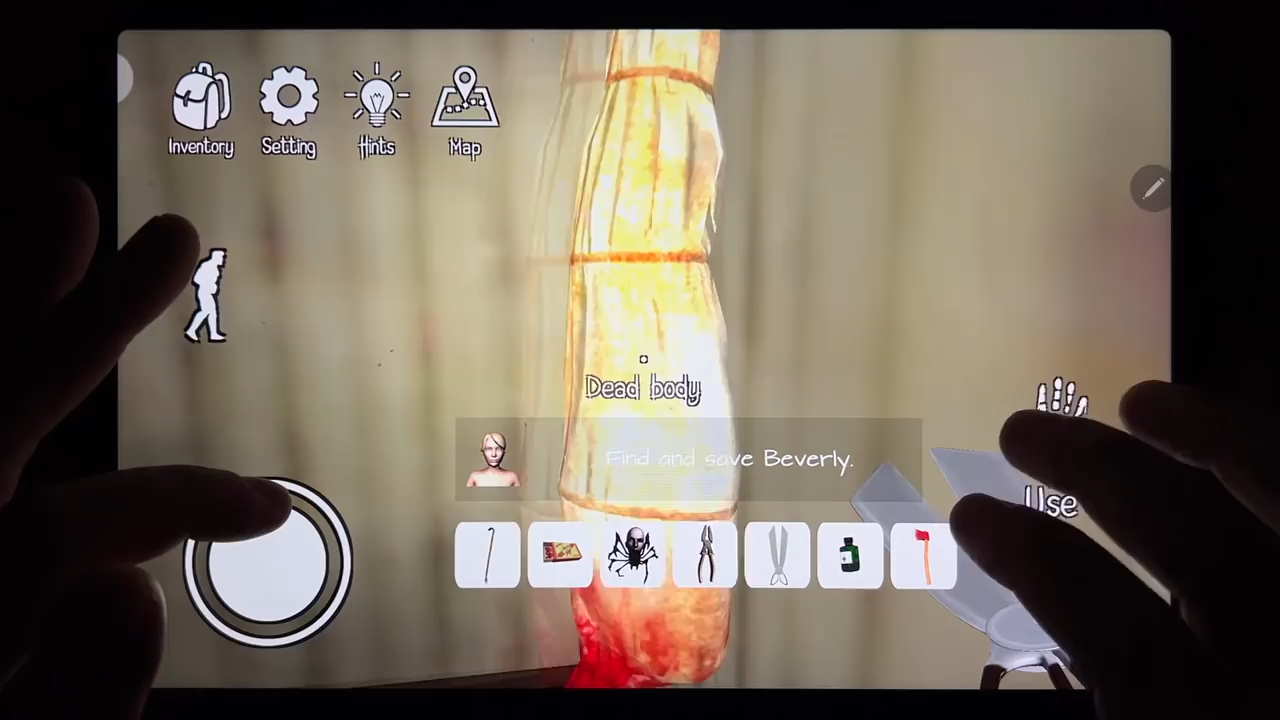 Inventory
Setting
Hints
Map
Dead body
Find and save Beverly.
Use